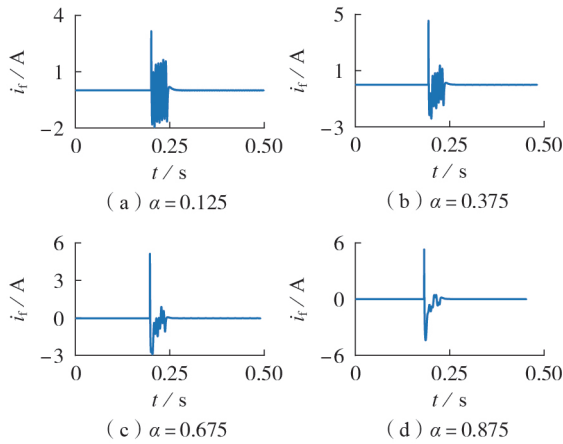 4
1
−2
i_f / A
0
0.25
0.50
t / s
（a）α = 0.125
5
1
−3
i_f / A
0
0.25
0.50
t / s
（b）α = 0.375
6
3
0
−3
i_f / A
0
0.25
0.50
t / s
（c）α = 0.675
6
0
−6
i_f / A
0
0.25
0.50
t / s
（d）α = 0.875